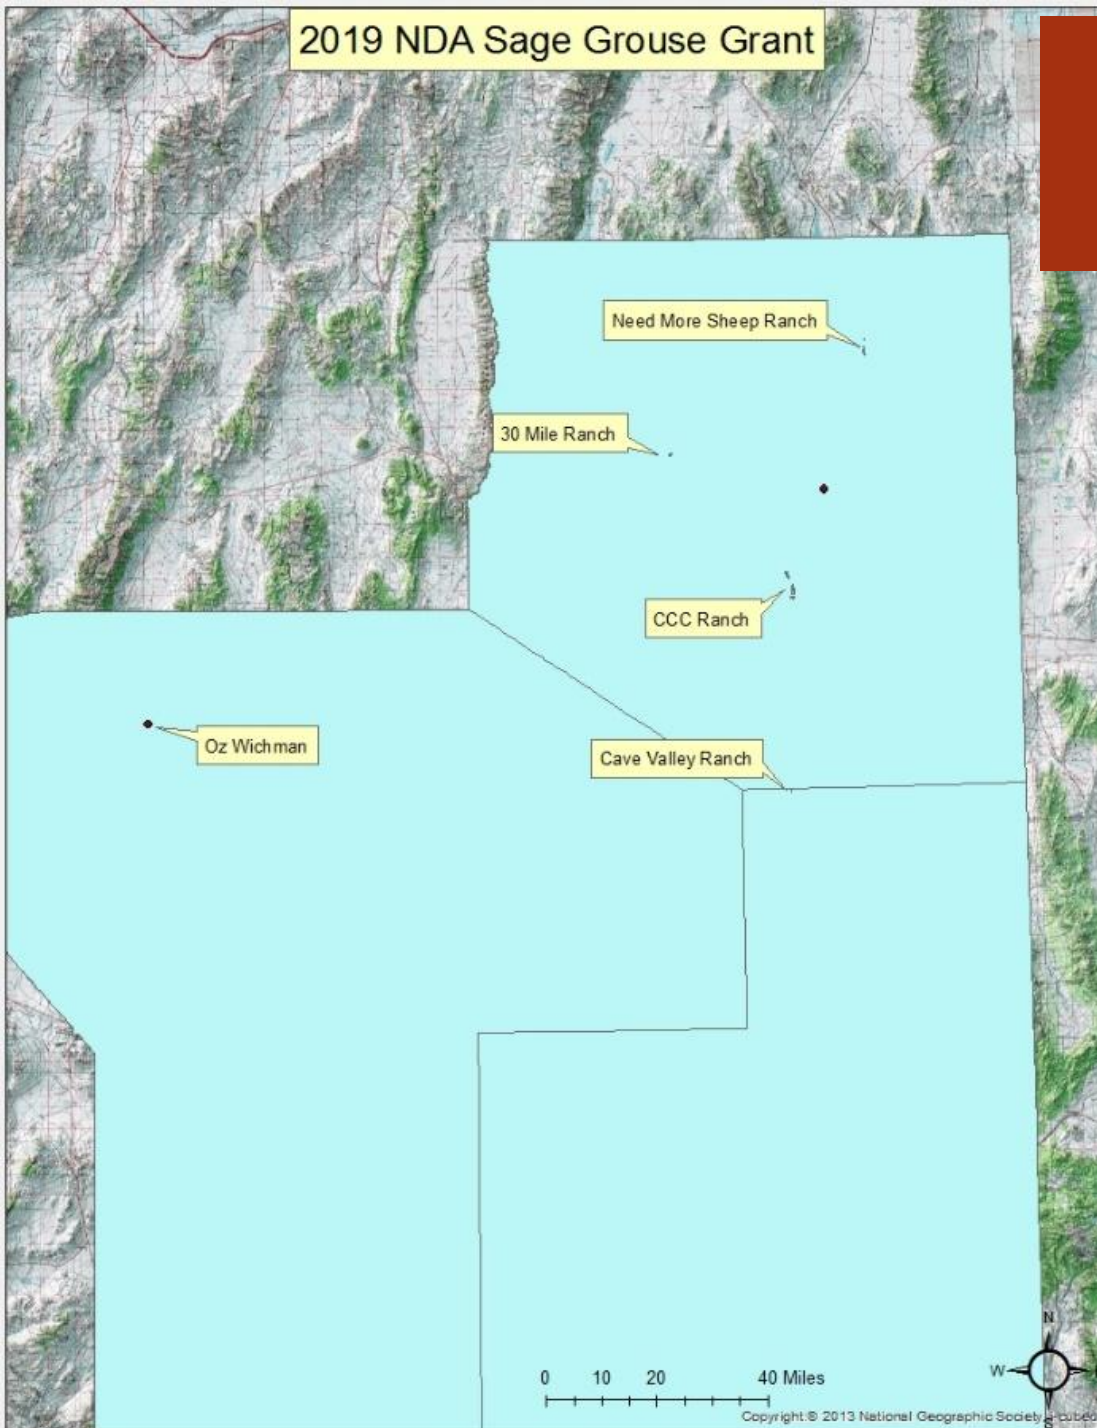 2019 NDA Sage Grouse Grant
Need More Sheep Ranch
30 Mile Ranch
CCC Ranch
Oz Wichman
Cave Valley Ranch
N
W
S
0 10 20 40 Miles
Copyright:© 2013 National Geographic Society, i-cubed